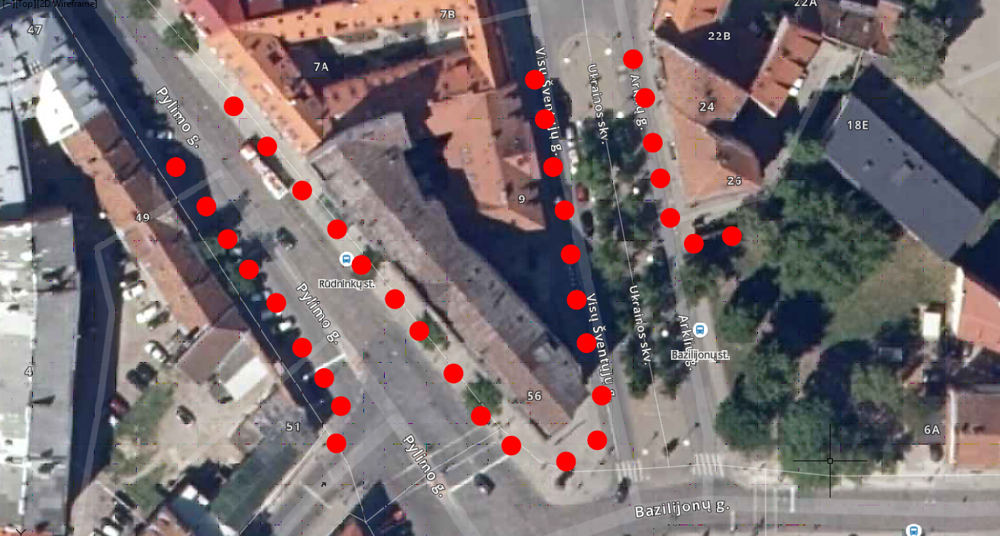 [−][Top][2D Wireframe]
47
7B
22A
22B
7A
Pylimo g.
Visų Šventųjų g.
Ukrainos skv.
Arklių g.
24
18E
26
9
49
Rūdninkų st.
Pylimo g.
Visų Šventųjų g.
Ukrainos skv.
Arklių g.
Bazilijonų st.
4
56
51
6A
Pylimo g.
Bazilijonų g.